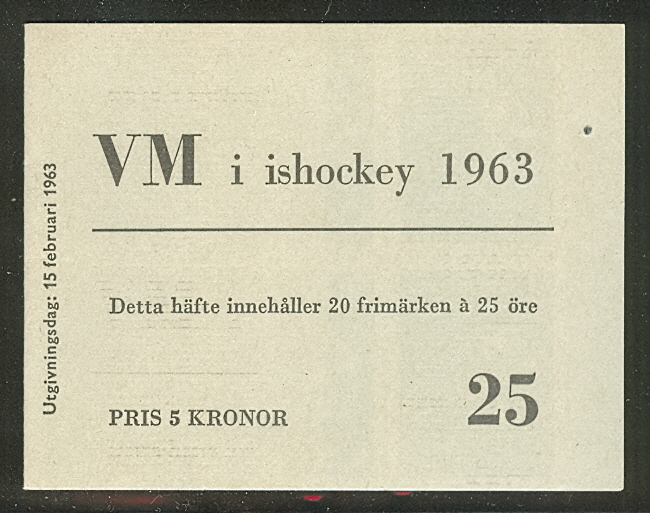 VM i ishockey 1963
Detta häfte innehåller 20 frimärken à 25 öre
PRIS 5 KRONOR
25
Utgivningsdag: 15 februari 1963